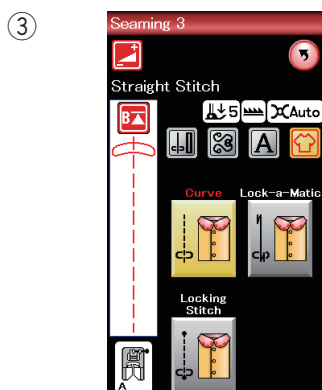 ③
Seaming 3
Straight Stitch
5
Auto
B
A
Curve
Lock-a-Matic
Locking
Stitch
A